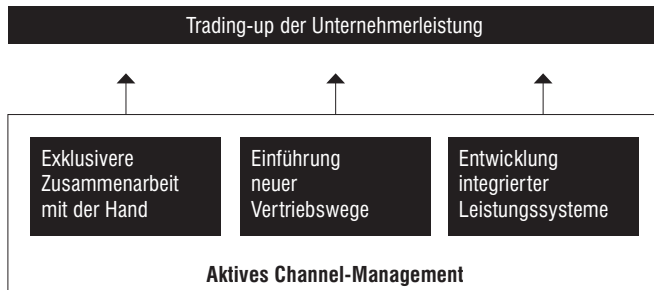 Trading-up der Unternehmerleistung
Exklusivere
Zusammenarbeit
mit der Hand
Einführung
neuer
Vertriebswege
Entwicklung
integrierter
Leistungssysteme
Aktives Channel-Management